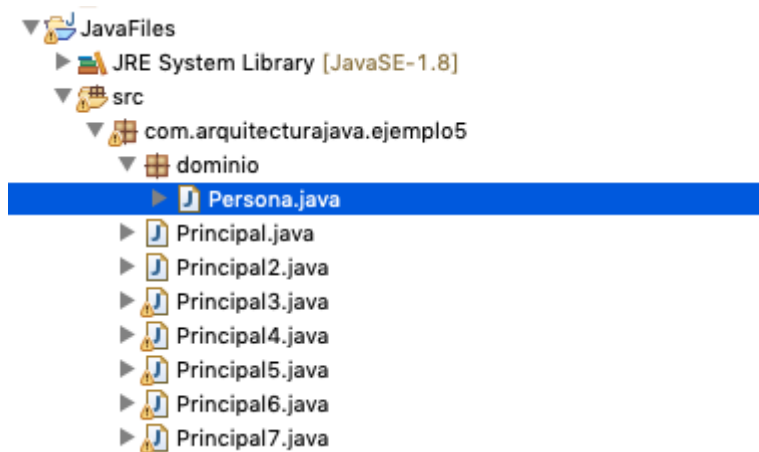 JavaFiles
JRE System Library [JavaSE-1.8]
src
com.arquitecturajava.ejemplo5
dominio
J Persona.java
J Principal.java
J Principal2.java
J Principal3.java
J Principal4.java
J Principal5.java
J Principal6.java
J Principal7.java